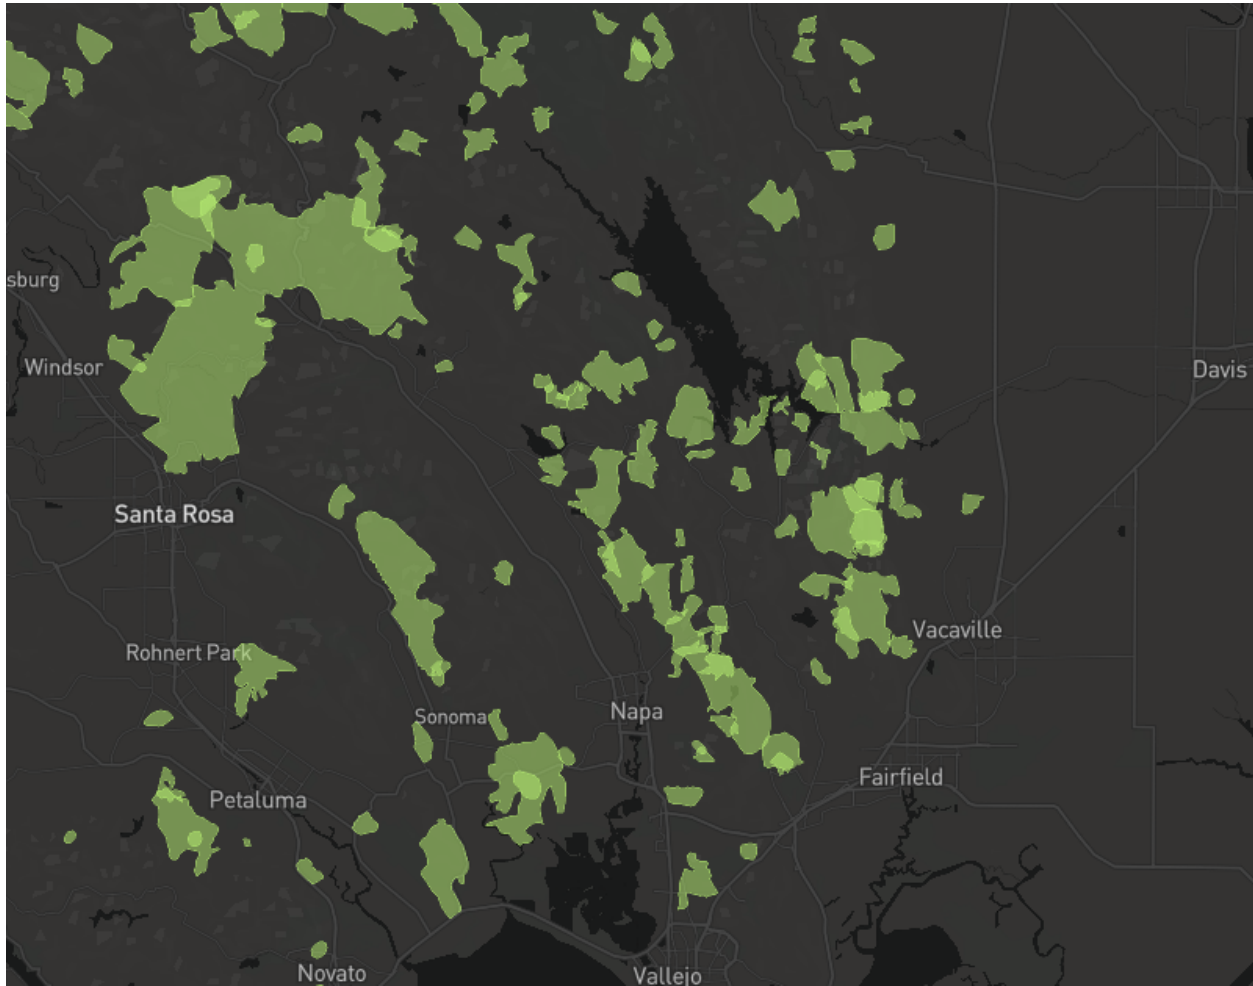 sburg
Windsor
Davis
Santa Rosa
Vacaville
Rohnert Park
Napa
Sonoma
Fairfield
Petaluma
Novato
Vallejo